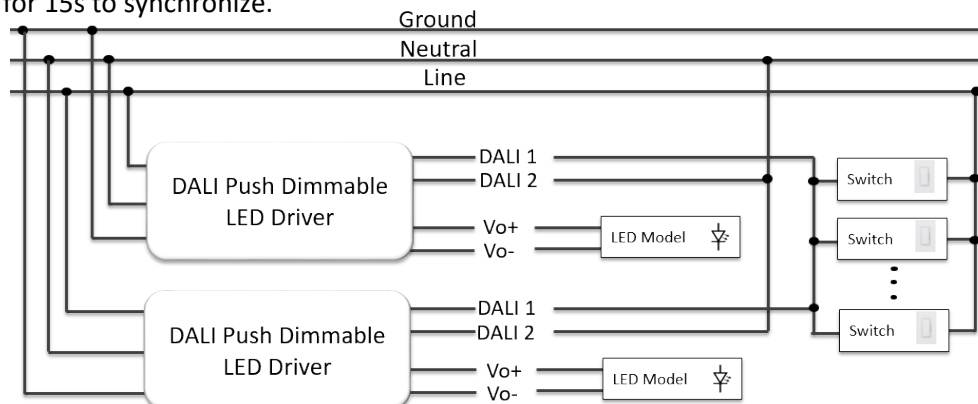 for 15s to synchronize.
Ground
Neutral
Line
DALI Push Dimmable
LED Driver
DALI 1
DALI 2
Vo+
Vo-
LED Model
Switch
Switch
Switch
DALI Push Dimmable
LED Driver
DALI 1
DALI 2
Vo+
Vo-
LED Model